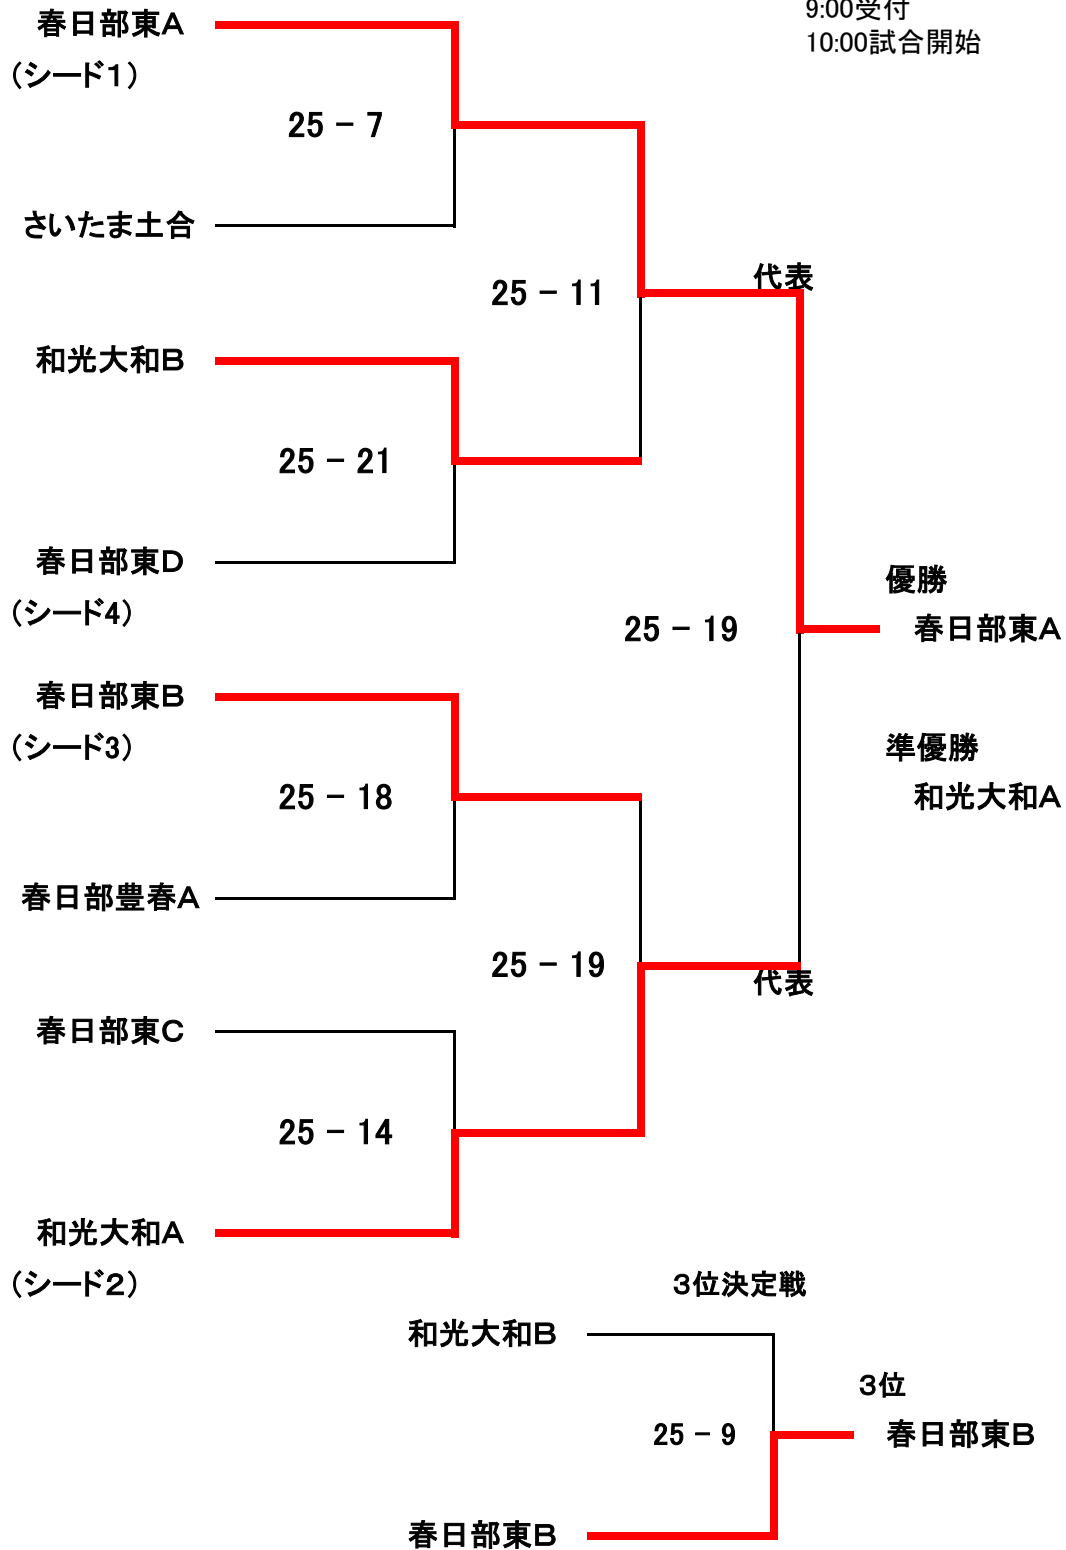 9:00受付
10:00試合開始
春日部東A
(シード1)
25 - 7
さいたま土合
25 - 11
代表
和光大和B
25 - 21
春日部東D
(シード4)
優勝
25 - 19
春日部東A
春日部東B
(シード3)
準優勝
和光大和A
25 - 18
春日部豊春A
25 - 19
代表
春日部東C
25 - 14
和光大和A
(シード2)
3位決定戦
和光大和B
3位
25 - 9
春日部東B
春日部東B